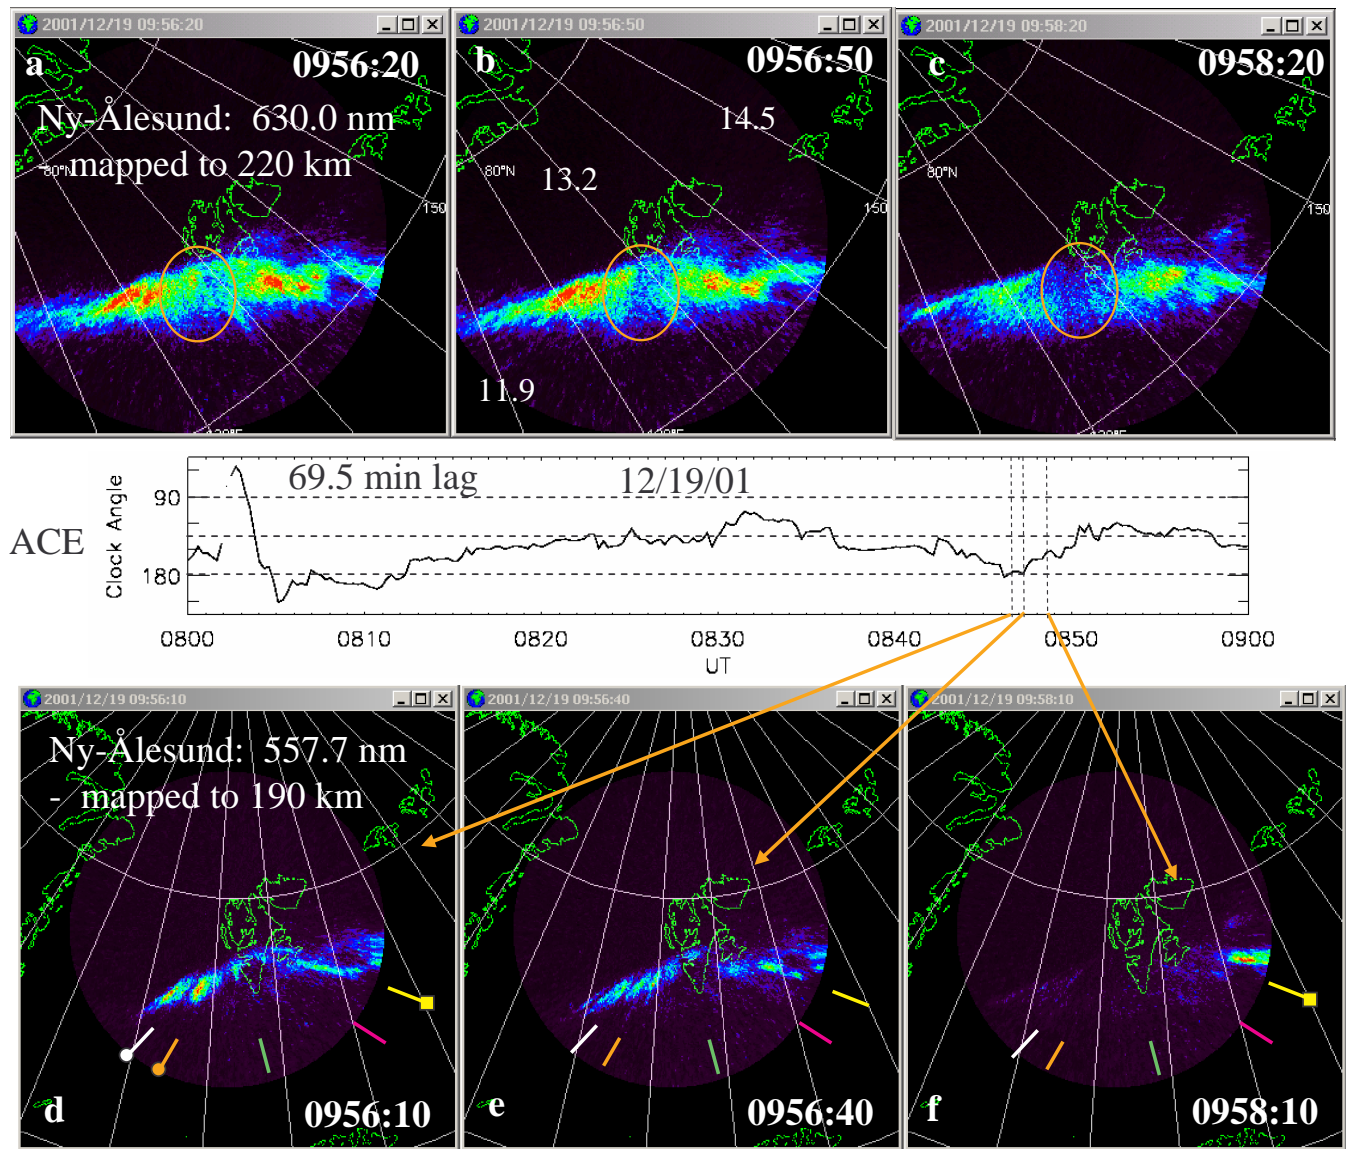 2001/12/19 09:56:20
a
0956:20
Ny-Ålesund: 630.0 nm
- mapped to 220 km
80°N
150
2001/12/19 09:56:50
b
0956:50
14.5
80°N
13.2
150
11.9
2001/12/19 09:58:20
c
0958:20
80°N
150
ACE
Clock Angle
90
180
69.5 min lag
12/19/01
0800
0810
0820
0830
0840
0850
0900
UT
2001/12/19 09:56:10
Ny-Ålesund: 557.7 nm
- mapped to 190 km
d
0956:10
2001/12/19 09:56:40
e
0956:40
2001/12/19 09:58:10
f
0958:10